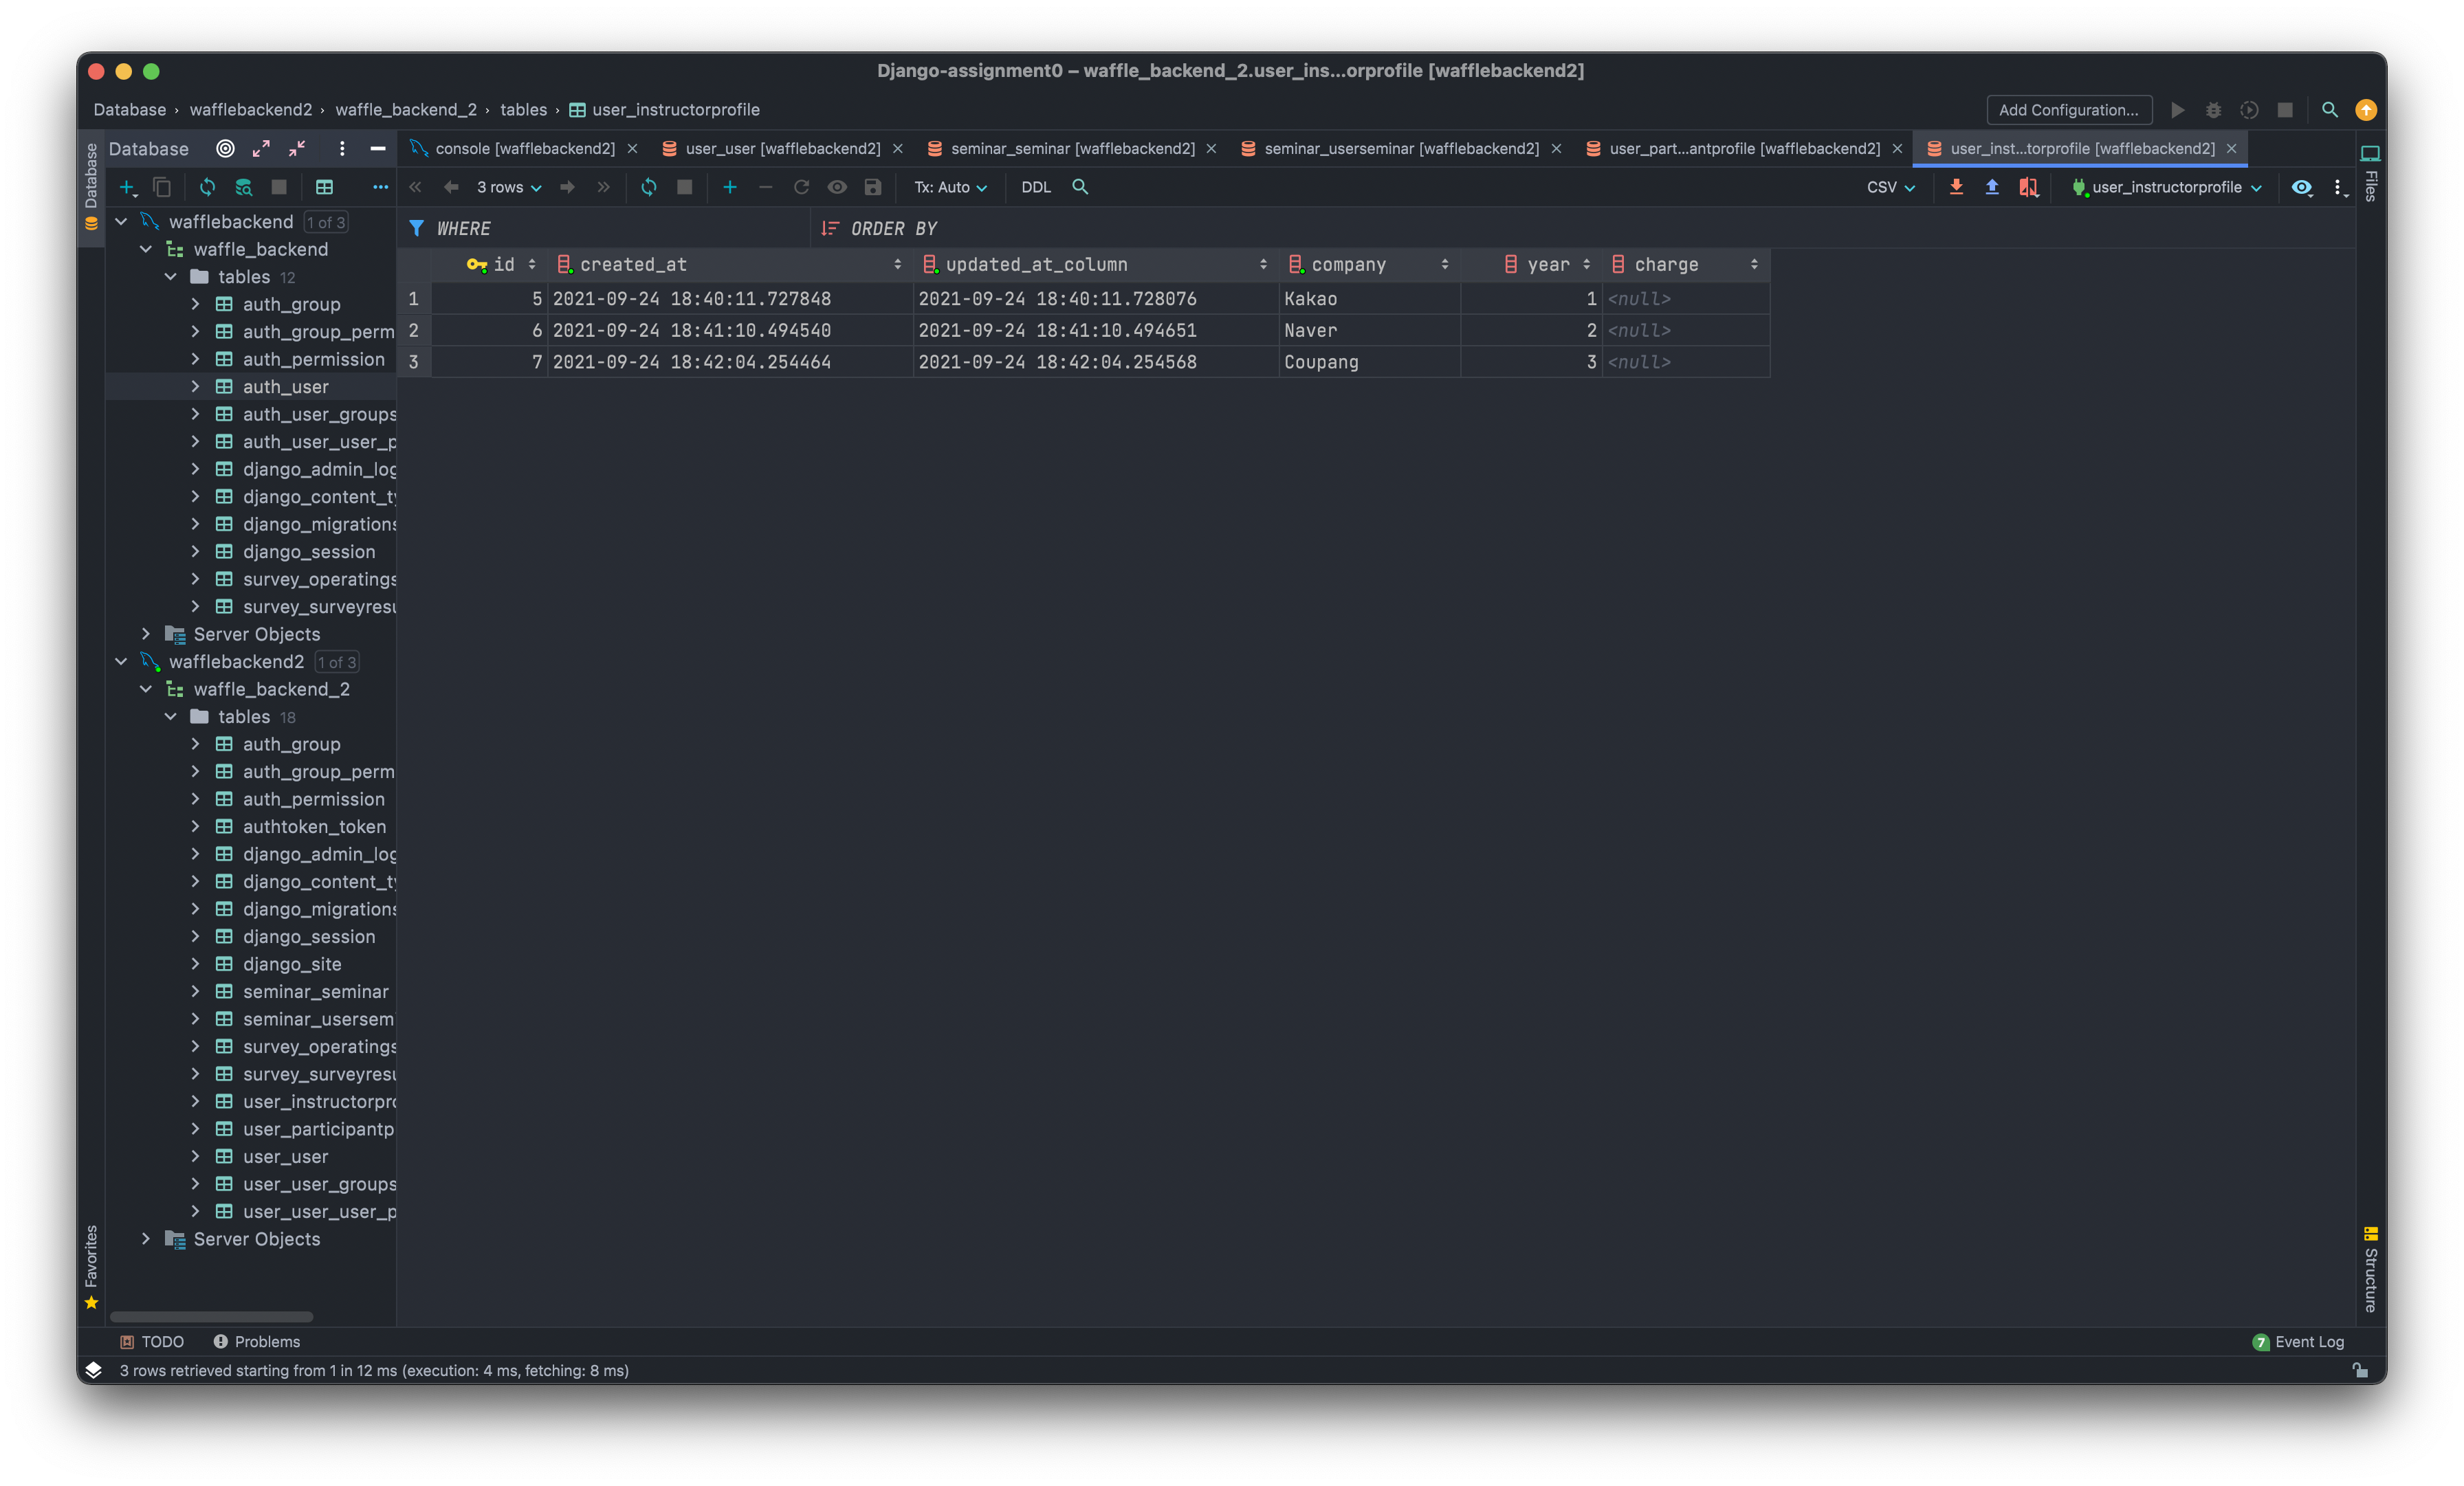 Django-assignment0 – waffle_backend_2.user_ins...orprofile [wafflebackend2]
Database › wafflebackend2 › waffle_backend_2 › tables › user_instructorprofile
Add Configuration...
Database
console [wafflebackend2]
user_user [wafflebackend2]
seminar_seminar [wafflebackend2]
seminar_userseminar [wafflebackend2]
user_part...antprofile [wafflebackend2]
user_inst...torprofile [wafflebackend2]
3 rows
Tx: Auto
DDL
CSV
user_instructorprofile
WHERE
ORDER BY
id created_at updated_at_column company year charge
1 5 2021-09-24 18:40:11.727848 2021-09-24 18:40:11.728076 Kakao 1 <null>
2 6 2021-09-24 18:41:10.494540 2021-09-24 18:41:10.494651 Naver 2 <null>
3 7 2021-09-24 18:42:04.254464 2021-09-24 18:42:04.254568 Coupang 3 <null>
wafflebackend 1 of 3
waffle_backend
tables 12
auth_group
auth_group_perm
auth_permission
auth_user
auth_user_groups
auth_user_user_p
django_admin_log
django_content_ty
django_migrations
django_session
survey_operatings
survey_surveyresu
Server Objects
wafflebackend2 1 of 3
waffle_backend_2
tables 18
auth_group
auth_group_perm
auth_permission
authtoken_token
django_admin_log
django_content_ty
django_migrations
django_session
django_site
seminar_seminar
seminar_usersem
survey_operatings
survey_surveyresu
user_instructorpro
user_participantp
user_user
user_user_groups
user_user_user_p
Server Objects
Database
Favorites
Files
Structure
TODO
Problems
7 Event Log
3 rows retrieved starting from 1 in 12 ms (execution: 4 ms, fetching: 8 ms)